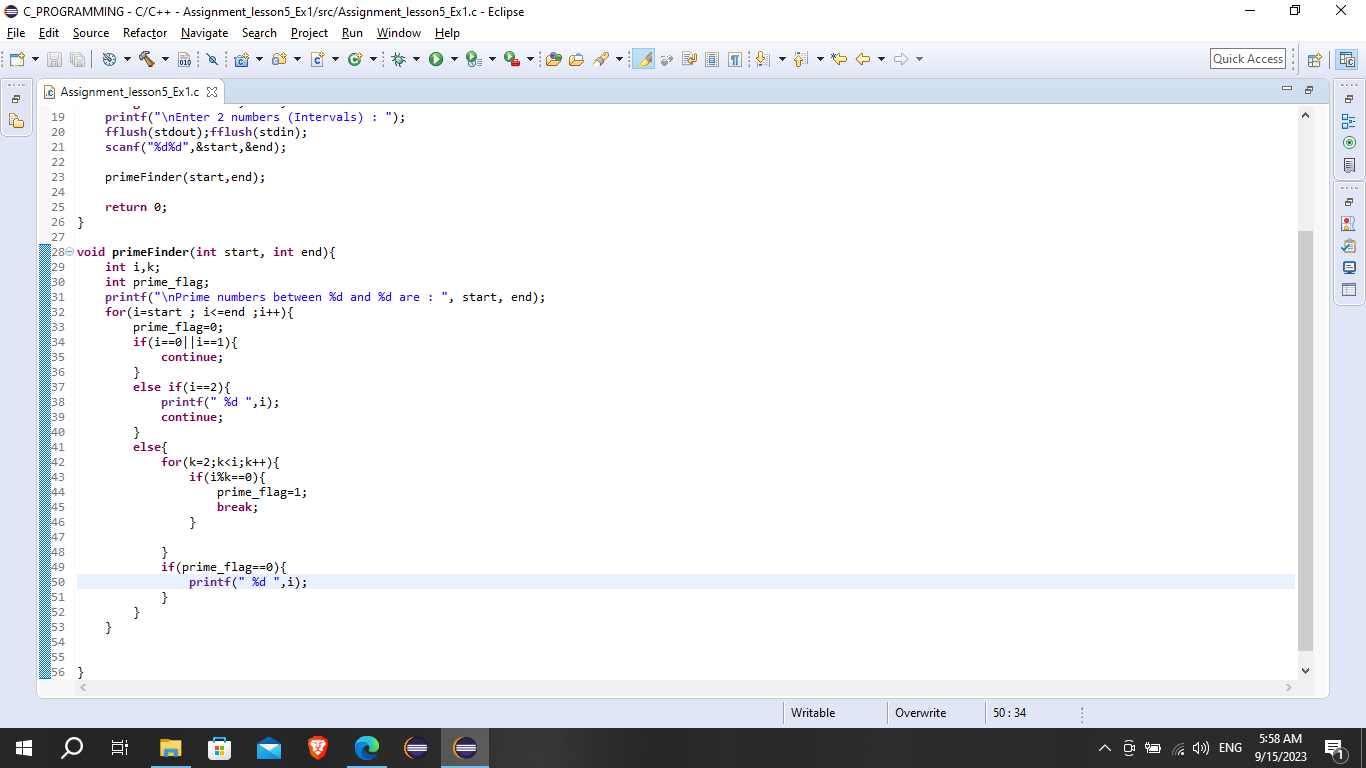 C_PROGRAMMING - C/C++ - Assignment_lesson5_Ex1/src/Assignment_lesson5_Ex1.c - Eclipse
File Edit Source Refactor Navigate Search Project Run Window Help
Quick Access
Assignment_lesson5_Ex1.c
19 printf("\nEnter 2 numbers (Intervals) : ");
20 fflush(stdout);fflush(stdin);
21 scanf("%d%d",&start,&end);
22
23 primeFinder(start,end);
24
25 return 0;
26 }
27
28 void primeFinder(int start, int end){
29 int i,k;
30 int prime_flag;
31 printf("\nPrime numbers between %d and %d are : ", start, end);
32 for(i=start ; i<=end ;i++){
33 prime_flag=0;
34 if(i==0||i==1){
35 continue;
36 }
37 else if(i==2){
38 printf(" %d ",i);
39 continue;
40 }
41 else{
42 for(k=2;k<i;k++){
43 if(i%k==0){
44 prime_flag=1;
45 break;
46 }
47
48 }
49 if(prime_flag==0){
50 printf(" %d ",i);
51 }
52 }
53 }
54
55
56 }
Writable Overwrite 50 : 34
ENG
5:58 AM
9/15/2023
1